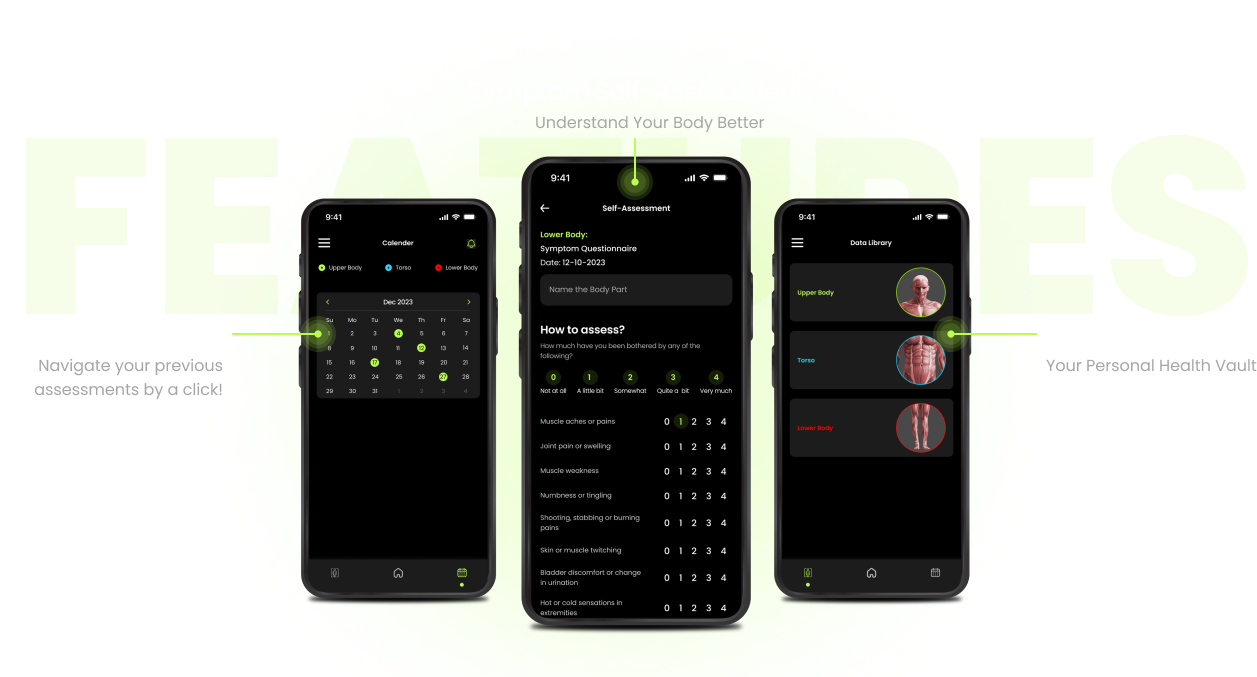 FEATURES
Understand Your Body Better
Navigate your previous
assessments by a click!
Your Personal Health Vault
9:41
Calender
Upper Body Torso Lower Body
Dec 2023
Su Mo Tu We Th Fr Sa
1 2 3 4 5 6 7
8 9 10 11 12 13 14
15 16 17 18 19 20 21
22 23 24 25 26 27 28
29 30 31 1 2 3 4
9:41
Self-Assessment
Lower Body:
Symptom Questionnaire
Date: 12-10-2023
Name the Body Part
How to assess?
How much have you been bothered by any of the
following?
0 1 2 3 4
Not at all A little bit Somewhat Quite a bit Very much
Muscle aches or pains 0 1 2 3 4
Joint pain or swelling 0 1 2 3 4
Muscle weakness 0 1 2 3 4
Numbness or tingling 0 1 2 3 4
Shooting, stabbing or burning
pains 0 1 2 3 4
Skin or muscle twitching 0 1 2 3 4
Bladder discomfort or change
in urination 0 1 2 3 4
Hot or cold sensations in
extremities 0 1 2 3 4
9:41
Data Library
Upper Body
Torso
Lower Body